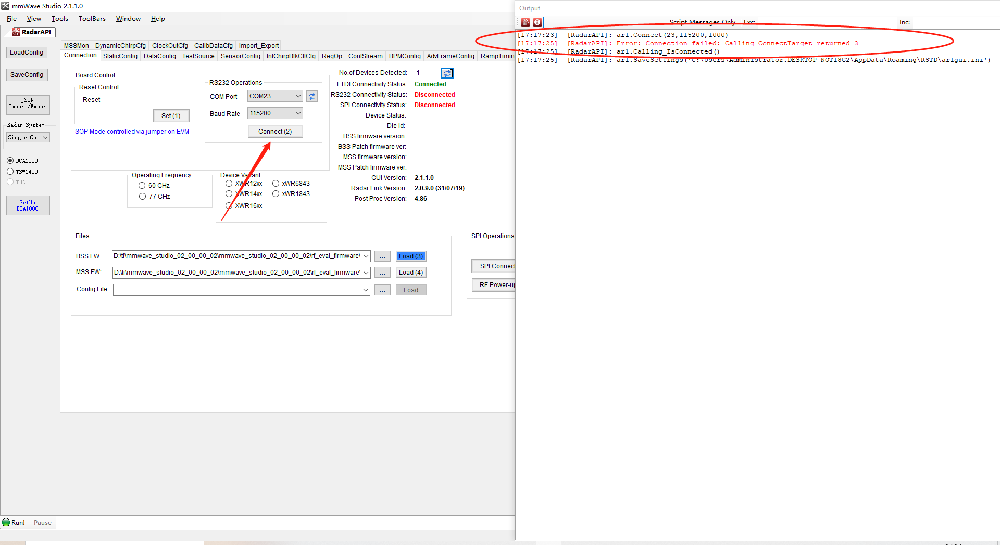 mmWave Studio 2.1.1.0
File View Tools ToolBars Window Help
RadarAPI
LoadConfig
SaveConfig
JSON
Import/Expor
Radar System
Single Chi
DCA1000
TSW1400
TDA
SetUp
DCA1000
MSSMon DynamicChirpCfg ClockOutCfg CalibDataCfg Import_Export
Connection StaticConfig DataConfig TestSource SensorConfig IntChirpBlkCtlCfg RegOp ContStream BPMConfig AdvFrameConfig RampTimin
Board Control
Reset Control
Reset
Set (1)
SOP Mode controlled via jumper on EVM
RS232 Operations
COM Port COM23
Baud Rate 115200
Connect (2)
Operating Frequency
60 GHz
77 GHz
Device Variant
XWR12xx xWR6843
XWR14xx xWR1843
XWR16xx
No.of Devices Detected: 1
FTDI Connectivity Status: Connected
RS232 Connectivity Status: Disconnected
SPI Connectivity Status: Disconnected
Device Status:
Die Id:
BSS firmware version:
BSS Patch firmware ver:
MSS firmware version:
MSS Patch firmware ver:
GUI Version: 2.1.1.0
Radar Link Version: 2.0.9.0 (31/07/19)
Post Proc Version: 4.86
Files
BSS FW: D:\ti\mmwave_studio_02_00_00_02\mmwave_studio_02_00_00_02\rf_eval_firmware\ ... Load (3)
MSS FW: D:\ti\mmwave_studio_02_00_00_02\mmwave_studio_02_00_00_02\rf_eval_firmware\ ... Load (4)
Config File: ... Load
SPI Operations
SPI Connect
RF Power-up
Run! Pause
Output
Script Messages Only Exc: Inc:
[17:17:23] [RadarAPI]: ar1.Connect(23,115200,1000)
[17:17:25] [RadarAPI]: Error: Connection failed: Calling_ConnectTarget returned 3
[17:17:25] [RadarAPI]: ar1.Calling_IsConnected()
[17:17:25] [RadarAPI]: ar1.SaveSettings('C:\Users\Administrator.DESKTOP-NQTI8G2\AppData\Roaming\RSTD\ar1gui.ini')
17:17